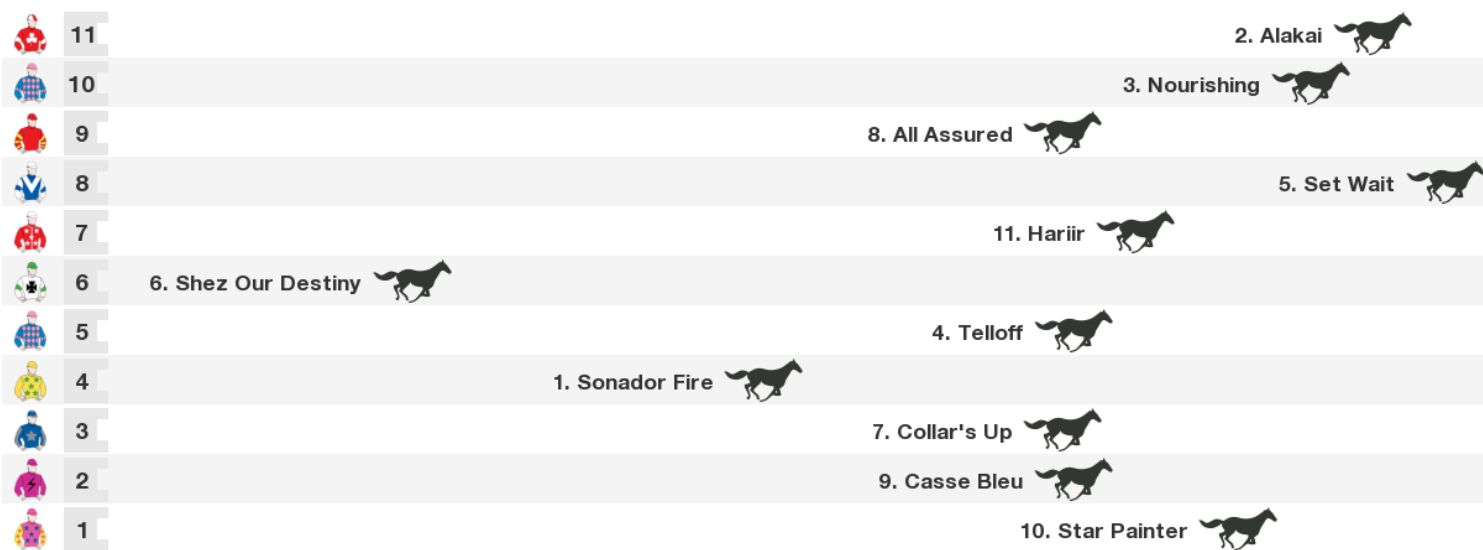 11 2. Alakai
10 3. Nourishing
9 8. All Assured
8 5. Set Wait
7 11. Hariir
6 6. Shez Our Destiny
5 4. Telloff
4 1. Sonador Fire
3 7. Collar's Up
2 9. Casse Bleu
1 10. Star Painter